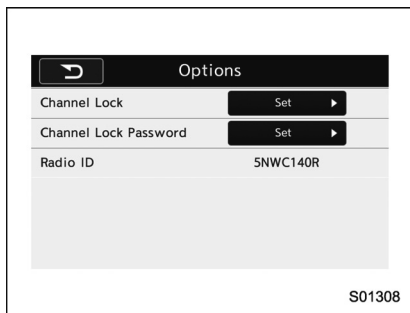 Options
Channel Lock Set
Channel Lock Password Set
Radio ID 5NWC140R
S01308